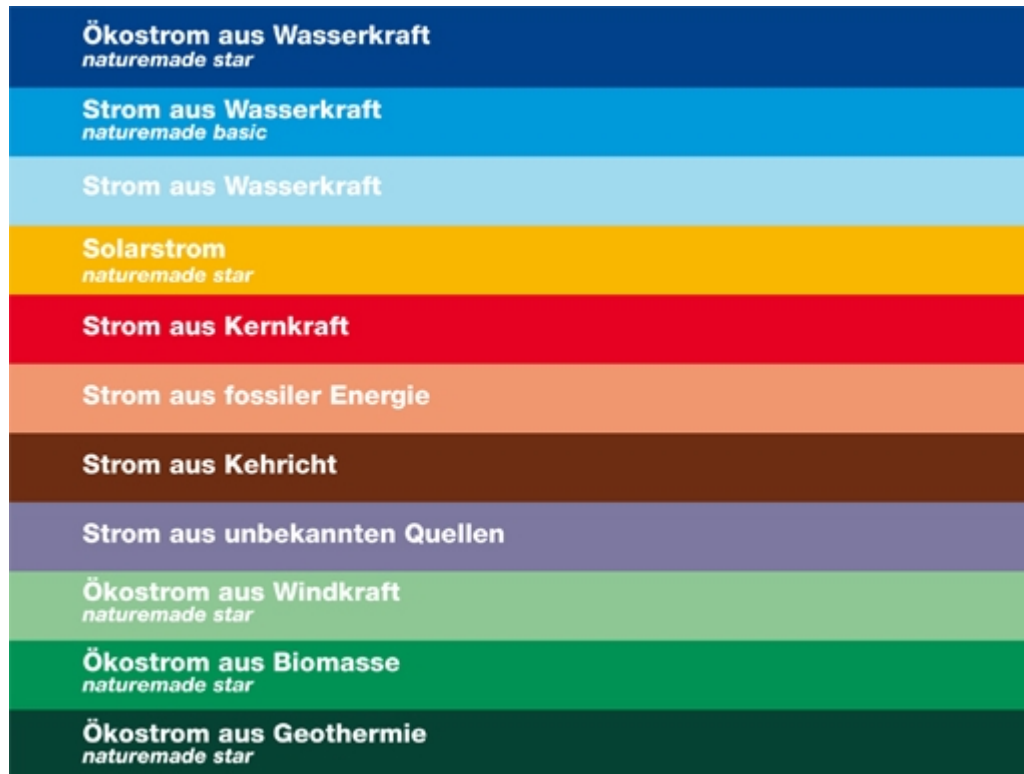 Ökostrom aus Wasserkraft
naturemade star
Strom aus Wasserkraft
naturemade basic
Strom aus Wasserkraft
Solarstrom
naturemade star
Strom aus Kernkraft
Strom aus fossiler Energie
Strom aus Kehricht
Strom aus unbekannten Quellen
Ökostrom aus Windkraft
naturemade star
Ökostrom aus Biomasse
naturemade star
Ökostrom aus Geothermie
naturemade star